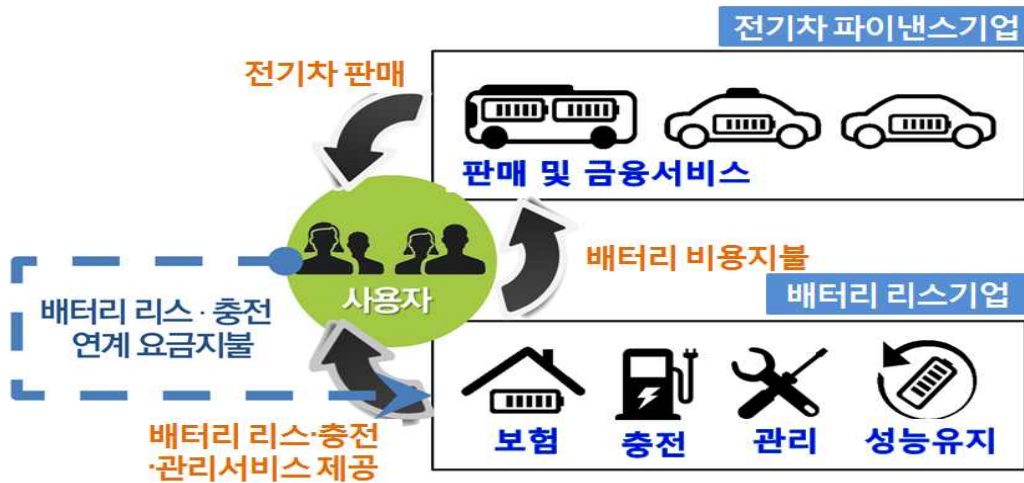 전기차 파이낸스기업
전기차 판매
판매 및 금융서비스
배터리 비용지불
배터리 리스기업
사용자
배터리 리스 · 충전
연계 요금지불
보험
충전
관리
성능유지
배터리 리스·충전
·관리서비스 제공